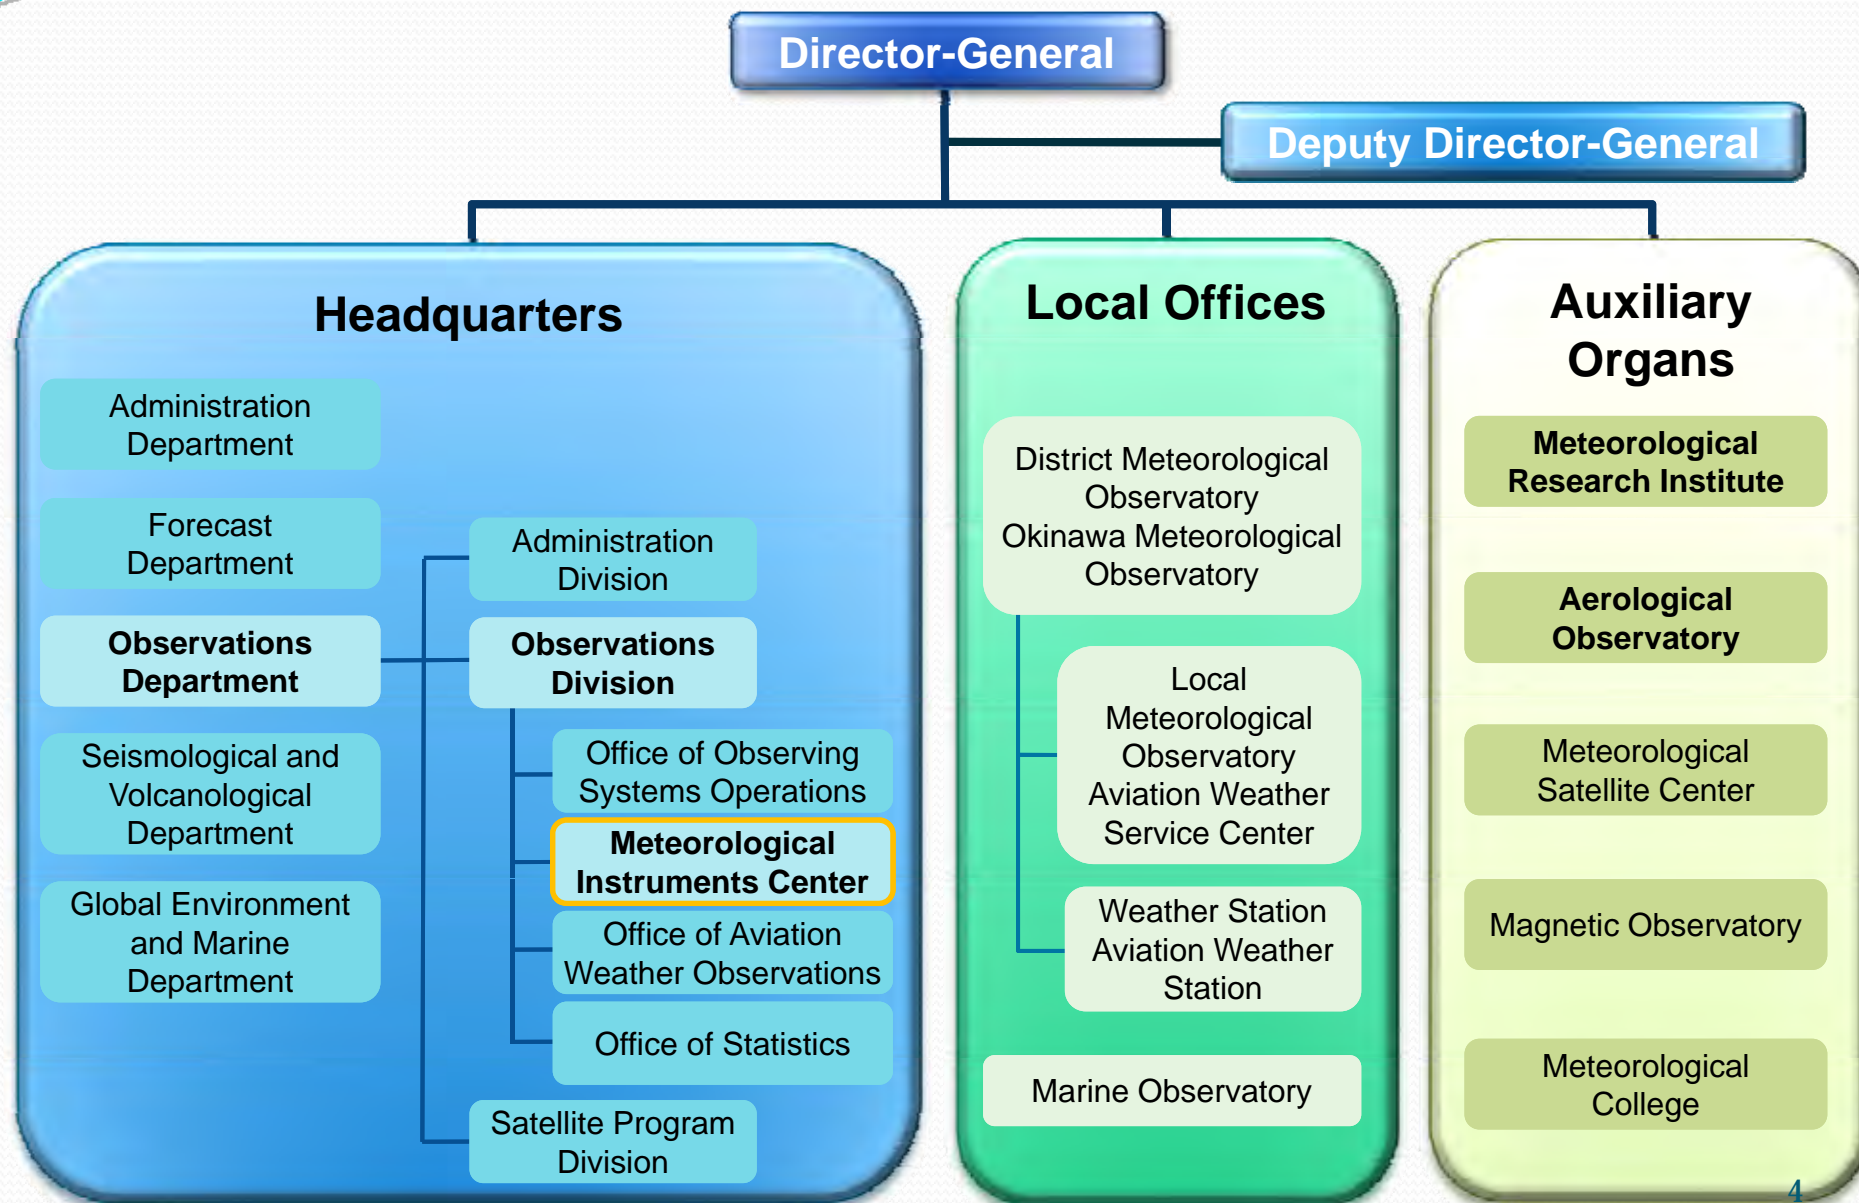 Director-General
Deputy Director-General
Headquarters
Administration
Department
Forecast
Department
Observations
Department
Seismological and
Volcanological
Department
Global Environment
and Marine
Department
Administration
Division
Observations
Division
Office of Observing
Systems Operations
Meteorological
Instruments Center
Office of Aviation
Weather Observations
Office of Statistics
Satellite Program
Division
Local Offices
District Meteorological
Observatory
Okinawa Meteorological
Observatory
Local
Meteorological
Observatory
Aviation Weather
Service Center
Weather Station
Aviation Weather
Station
Marine Observatory
Auxiliary
Organs
Meteorological
Research Institute
Aerological
Observatory
Meteorological
Satellite Center
Magnetic Observatory
Meteorological
College
4